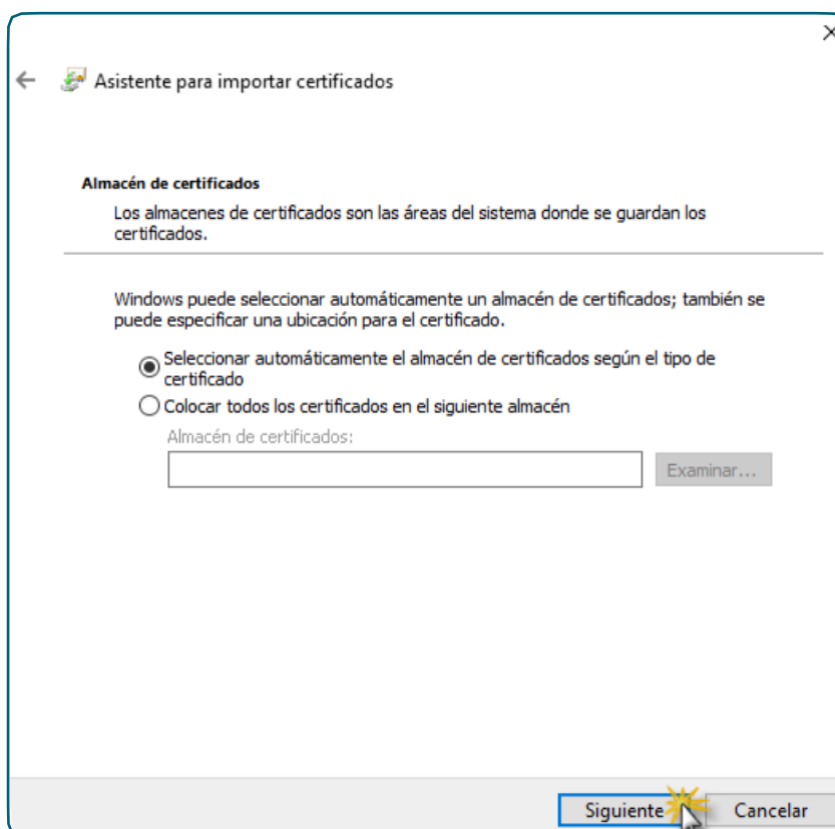 Asistente para importar certificados
Almacén de certificados
Los almacenes de certificados son las áreas del sistema donde se guardan los
certificados.
Windows puede seleccionar automáticamente un almacén de certificados; también se
puede especificar una ubicación para el certificado.
Seleccionar automáticamente el almacén de certificados según el tipo de
certificado
Colocar todos los certificados en el siguiente almacén
Almacén de certificados:
Examinar...
Siguiente
Cancelar